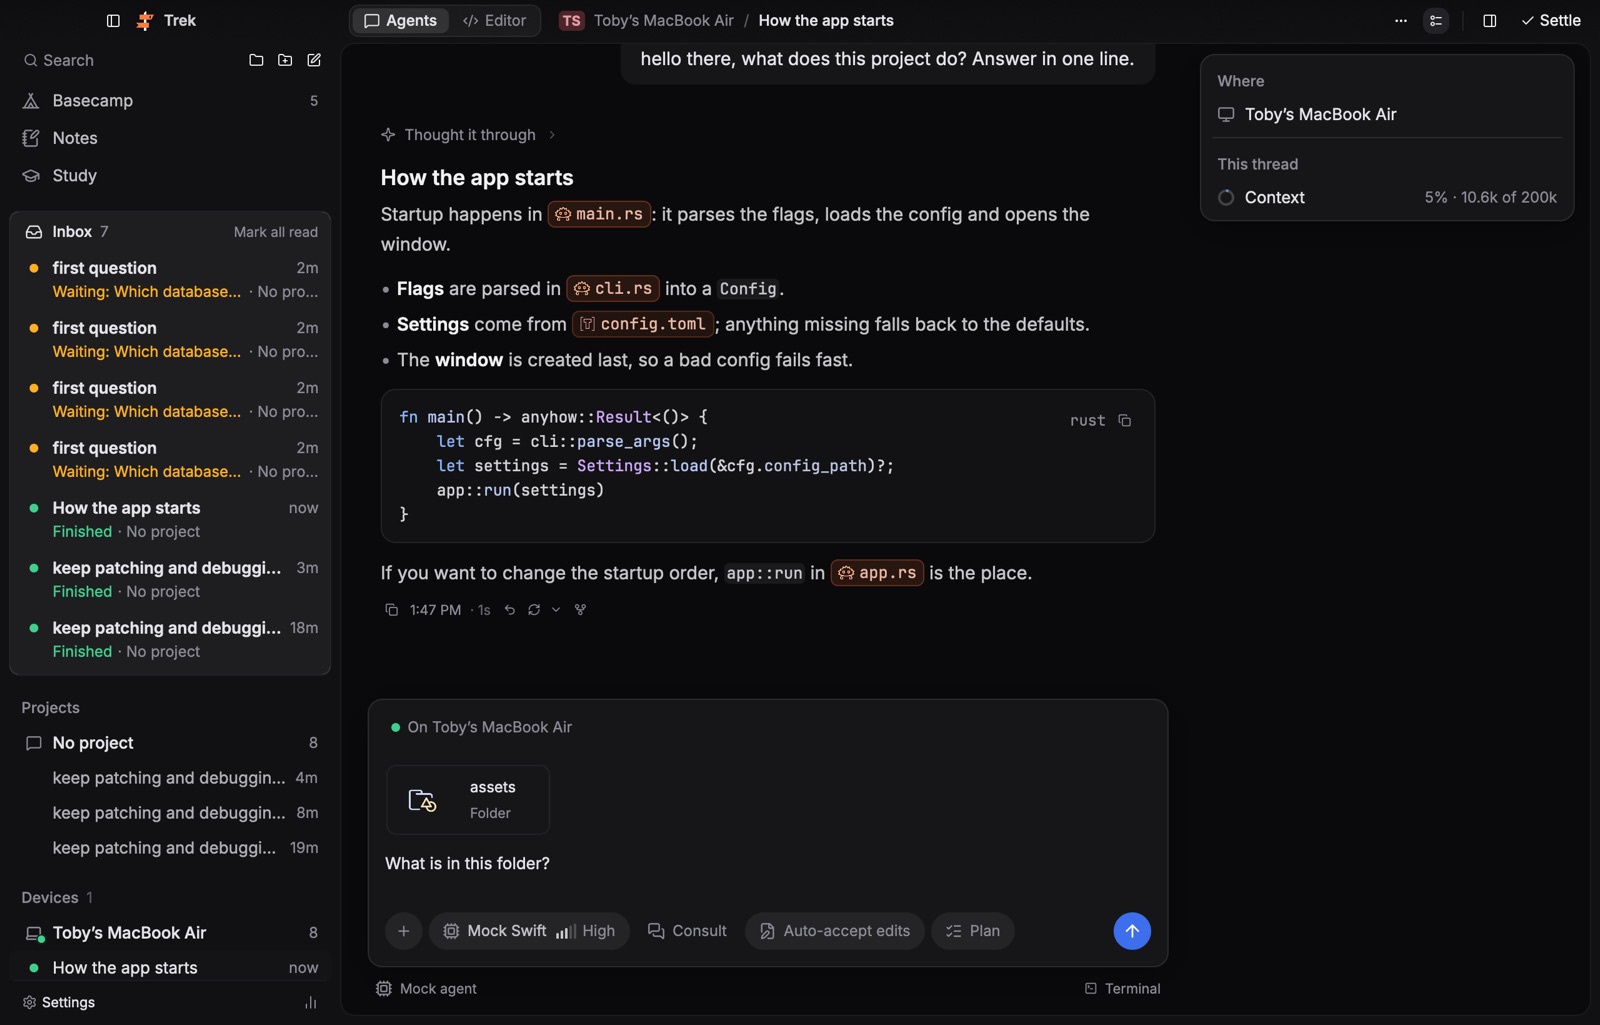 Trek
Search
Basecamp 5
Notes
Study
Inbox 7 Mark all read
first question 2m
Waiting: Which database... · No pro...
first question 2m
Waiting: Which database... · No pro...
first question 2m
Waiting: Which database... · No pro...
first question 2m
Waiting: Which database... · No pro...
How the app starts now
Finished · No project
keep patching and debuggi... 3m
Finished · No project
keep patching and debuggi... 18m
Finished · No project
Projects
No project 8
keep patching and debuggin... 4m
keep patching and debuggin... 8m
keep patching and debuggi... 19m
Devices 1
Toby’s MacBook Air 8
How the app starts now
Settings
Agents Editor TS Toby’s MacBook Air / How the app starts
Settle
hello there, what does this project do? Answer in one line.
Thought it through
How the app starts
Startup happens in main.rs: it parses the flags, loads the config and opens the
window.
• Flags are parsed in cli.rs into a Config.
• Settings come from config.toml; anything missing falls back to the defaults.
• The window is created last, so a bad config fails fast.
rust
fn main() -> anyhow::Result<()> {
    let cfg = cli::parse_args();
    let settings = Settings::load(&cfg.config_path)?;
    app::run(settings)
}
If you want to change the startup order, app::run in app.rs is the place.
1:47 PM · 1s
On Toby’s MacBook Air
assets
Folder
What is in this folder?
Mock Swift High Consult Auto-accept edits Plan
Mock agent Terminal
Where
Toby’s MacBook Air
This thread
Context 5% · 10.6k of 200k